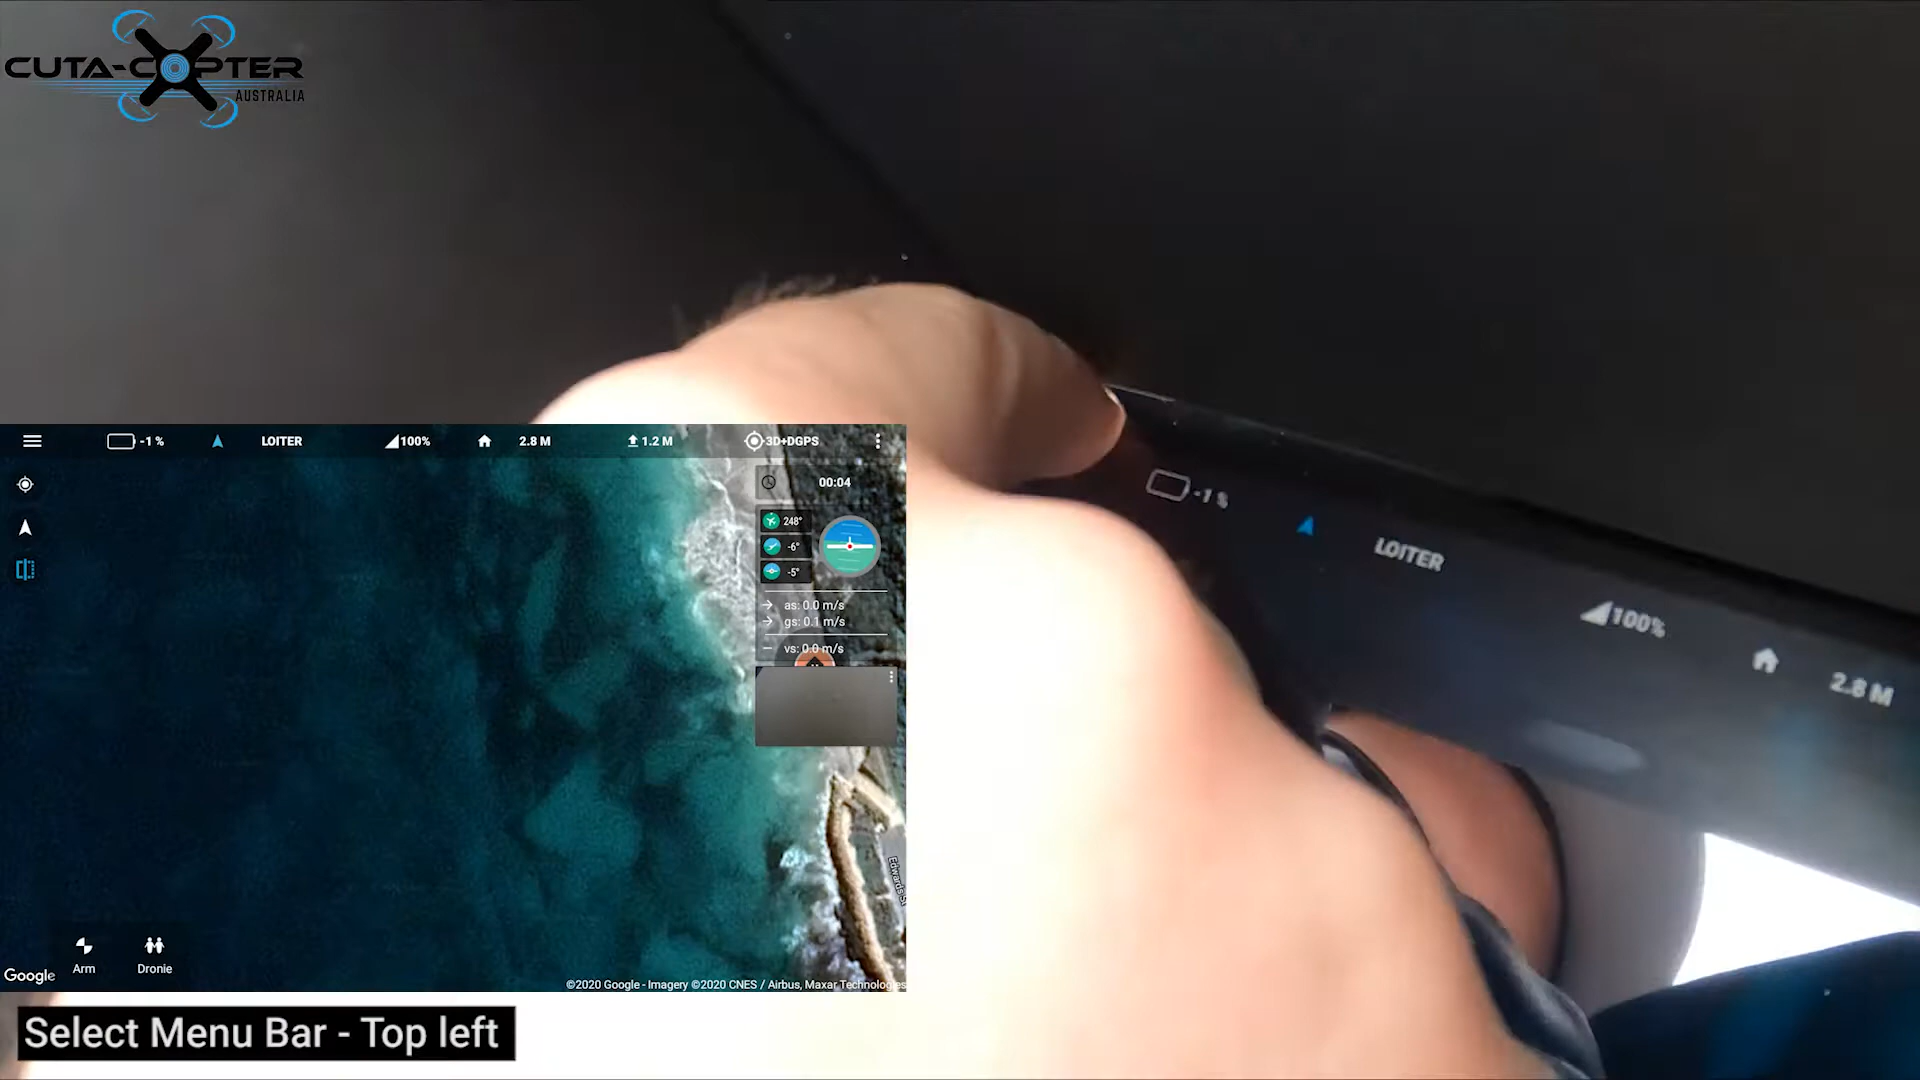 CUTA-COPTER
AUSTRALIA
-1 %
LOITER
100%
2.8 M
1.2 M
3D+DGPS
00:04
248°
-6°
-5°
as: 0.0 m/s
gs: 0.1 m/s
vs: 0.0 m/s
-1 %
LOITER
100%
2.8 M
Edwards St
Arm
Dronie
Google
©2020 Google - Imagery ©2020 CNES / Airbus, Maxar Technologies
Select Menu Bar - Top left